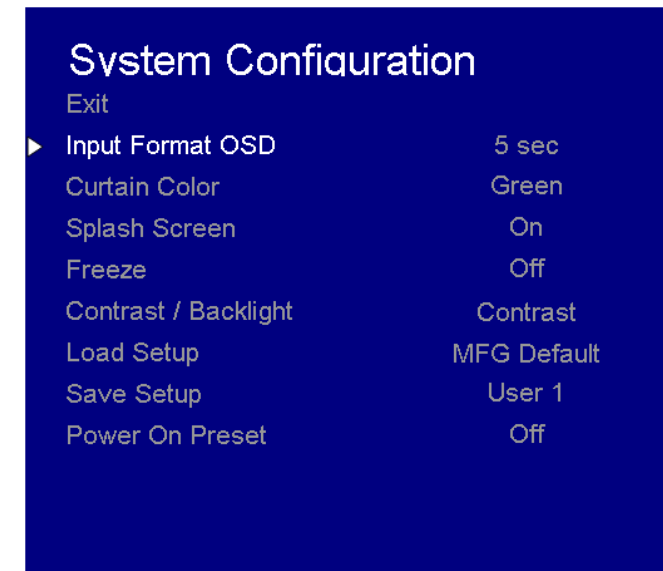 System Configuration
Exit
Input Format OSD 5 sec
Curtain Color Green
Splash Screen On
Freeze Off
Contrast / Backlight Contrast
Load Setup MFG Default
Save Setup User 1
Power On Preset Off